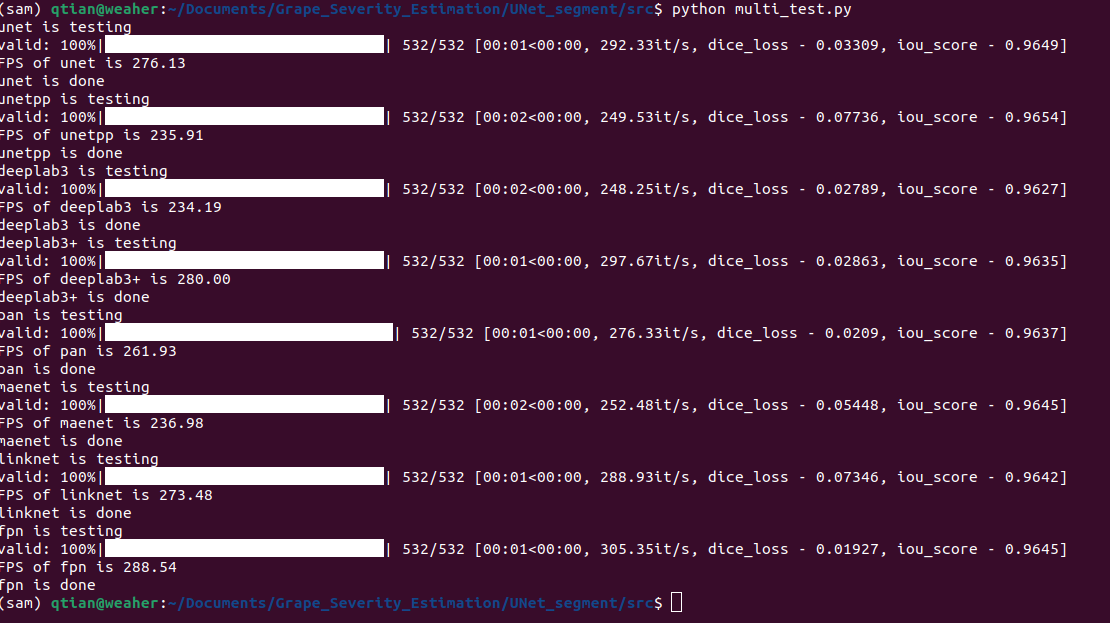 (sam) qtian@weaher:~/Documents/Grape_Severity_Estimation/UNet_segment/src$ python multi_test.py
unet is testing
valid: 100%| | 532/532 [00:01<00:00, 292.33it/s, dice_loss - 0.03309, iou_score - 0.9649]
FPS of unet is 276.13
unet is done
unetpp is testing
valid: 100%| | 532/532 [00:02<00:00, 249.53it/s, dice_loss - 0.07736, iou_score - 0.9654]
FPS of unetpp is 235.91
unetpp is done
deeplab3 is testing
valid: 100%| | 532/532 [00:02<00:00, 248.25it/s, dice_loss - 0.02789, iou_score - 0.9627]
FPS of deeplab3 is 234.19
deeplab3 is done
deeplab3+ is testing
valid: 100%| | 532/532 [00:01<00:00, 297.67it/s, dice_loss - 0.02863, iou_score - 0.9635]
FPS of deeplab3+ is 280.00
deeplab3+ is done
pan is testing
valid: 100%| | 532/532 [00:01<00:00, 276.33it/s, dice_loss - 0.0209, iou_score - 0.9637]
FPS of pan is 261.93
pan is done
maenet is testing
valid: 100%| | 532/532 [00:02<00:00, 252.48it/s, dice_loss - 0.05448, iou_score - 0.9645]
FPS of maenet is 236.98
maenet is done
linknet is testing
valid: 100%| | 532/532 [00:01<00:00, 288.93it/s, dice_loss - 0.07346, iou_score - 0.9642]
FPS of linknet is 273.48
linknet is done
fpn is testing
valid: 100%| | 532/532 [00:01<00:00, 305.35it/s, dice_loss - 0.01927, iou_score - 0.9645]
FPS of fpn is 288.54
fpn is done
(sam) qtian@weaher:~/Documents/Grape_Severity_Estimation/UNet_segment/src$